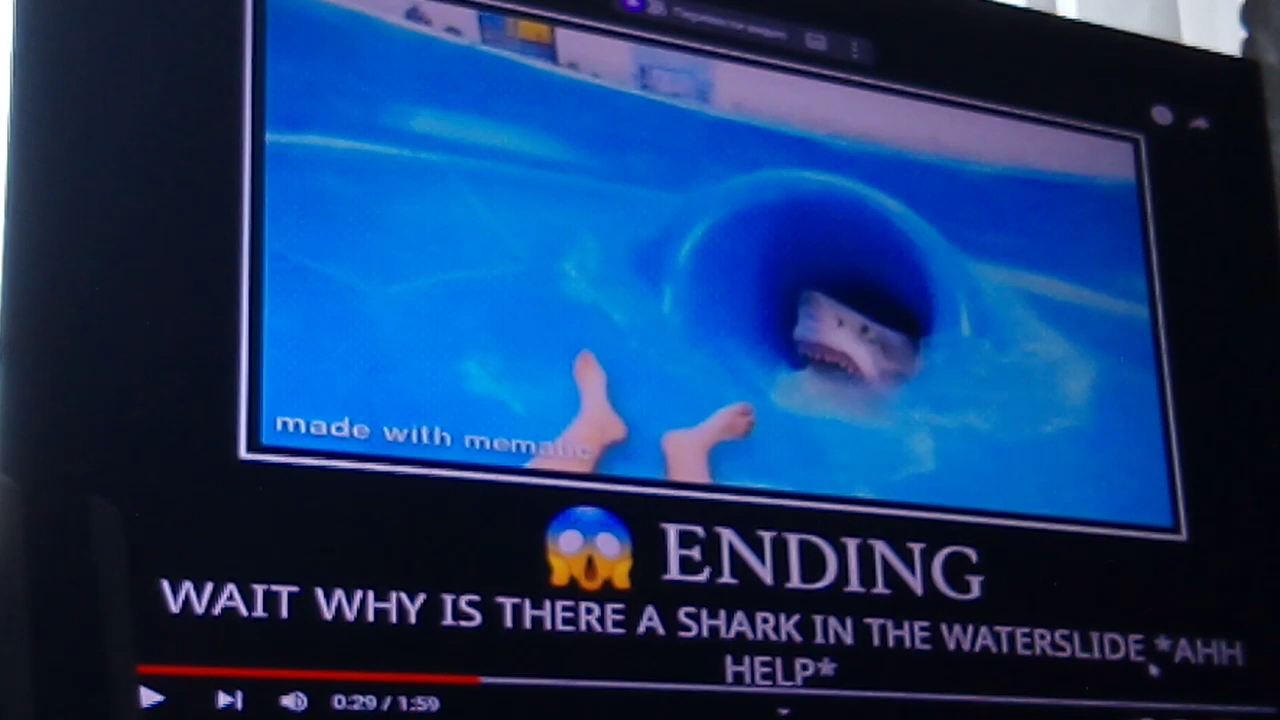 made with mematic
😱 ENDING
WAIT WHY IS THERE A SHARK IN THE WATERSLIDE *AHH
HELP*
0:29 / 1:59